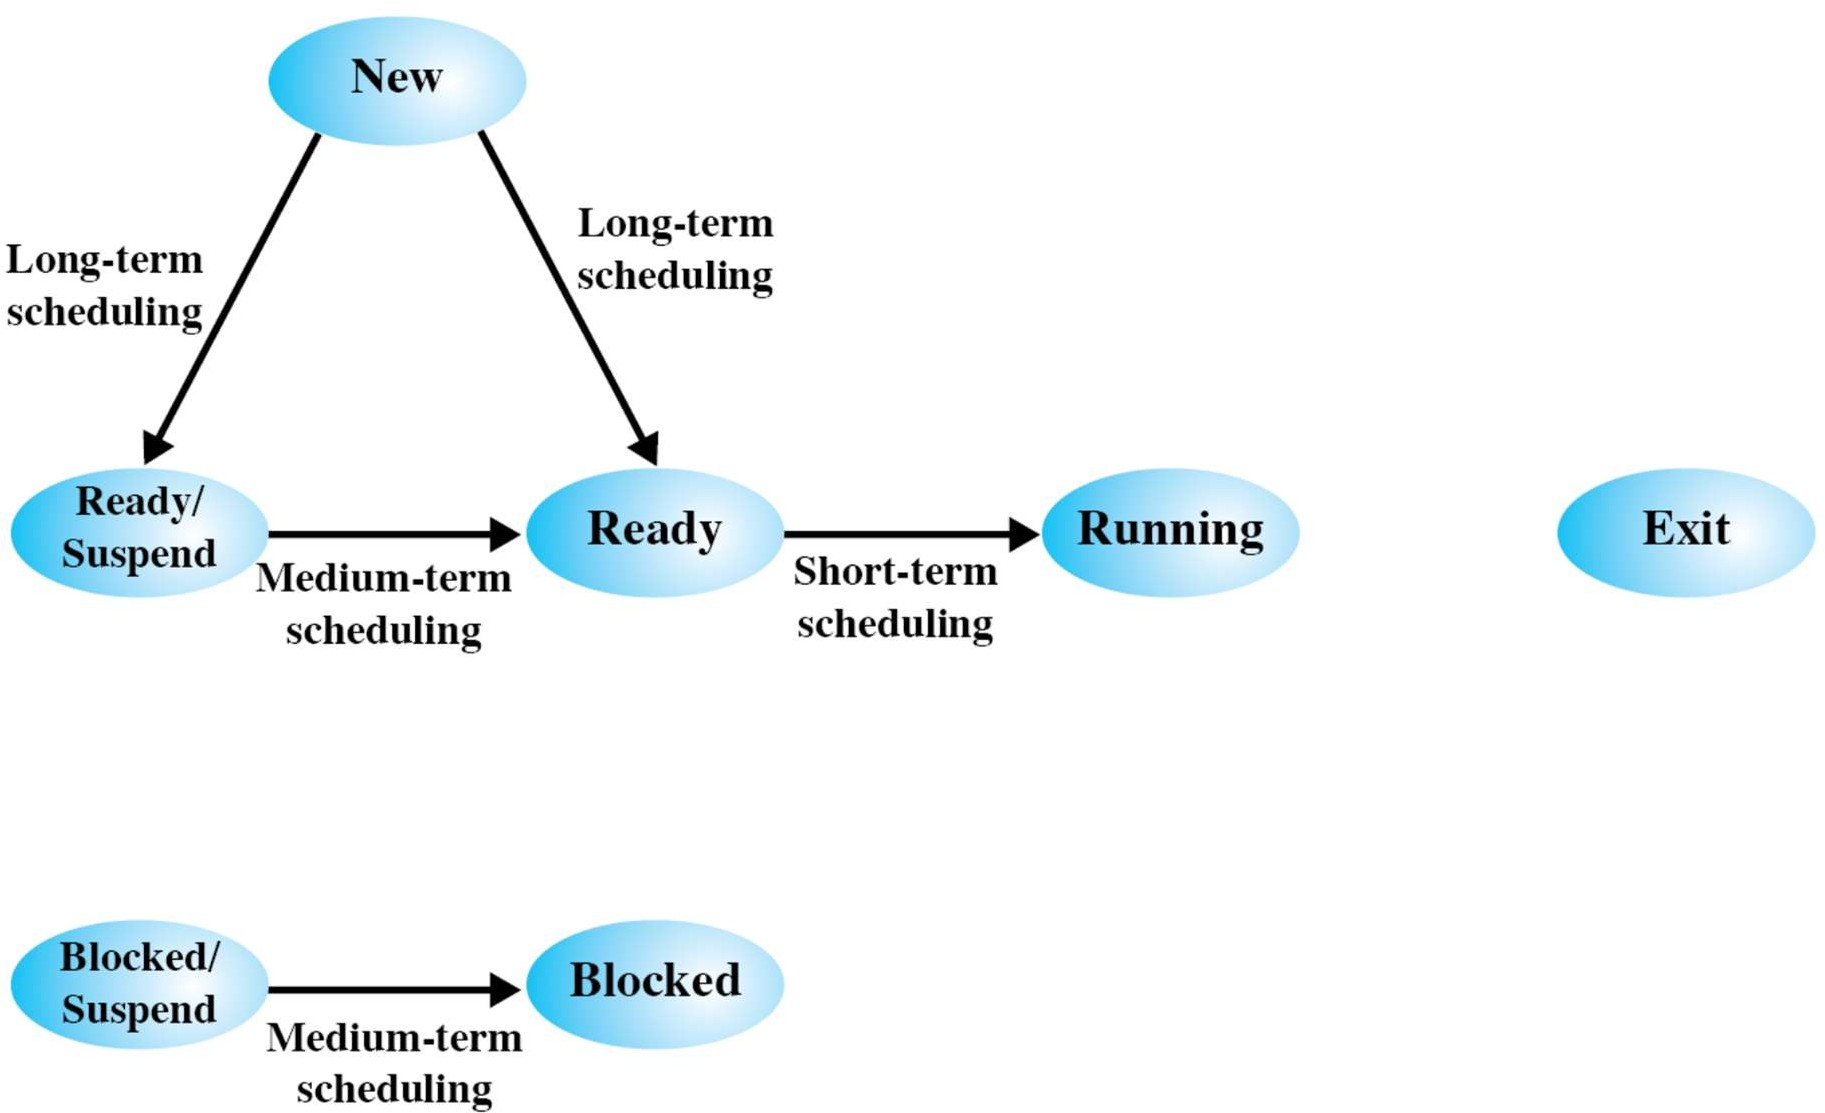 New
Long-term
scheduling
Long-term
scheduling
Ready/
Suspend
Medium-term
scheduling
Ready
Short-term
scheduling
Running
Exit
Blocked/
Suspend
Medium-term
scheduling
Blocked